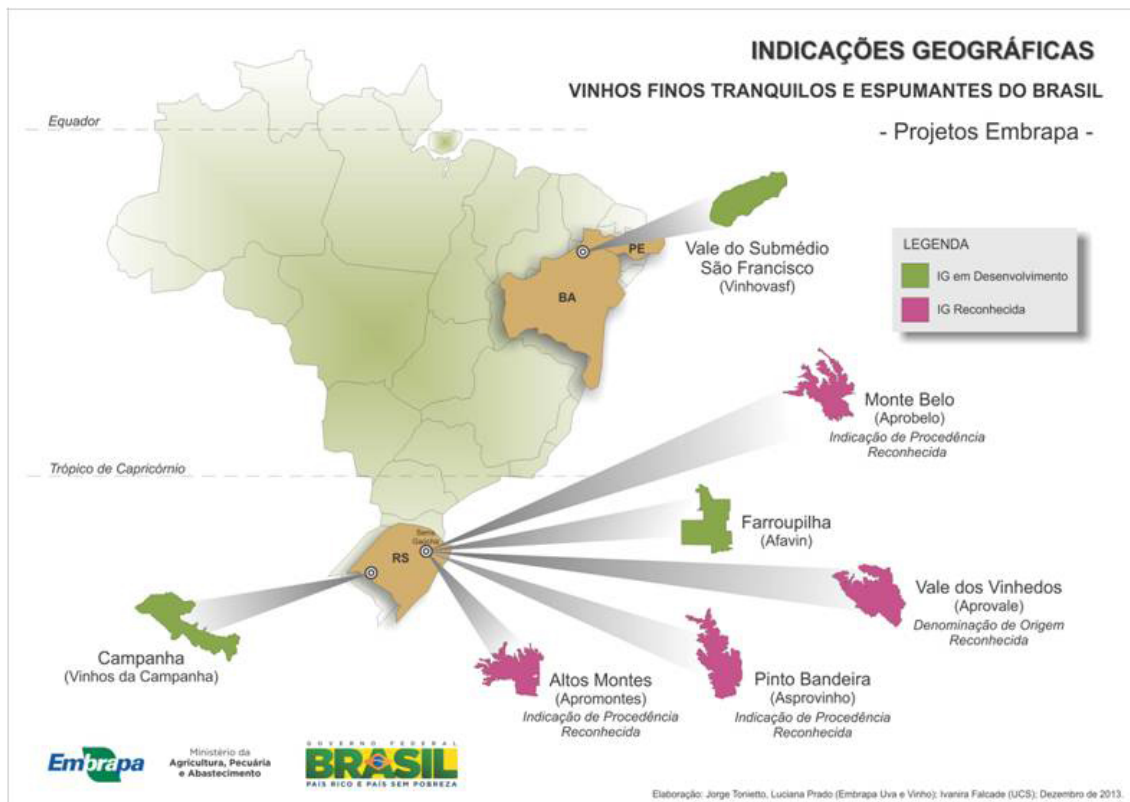 INDICAÇÕES GEOGRÁFICAS
VINHOS FINOS TRANQUILOS E ESPUMANTES DO BRASIL
- Projetos Embrapa -
Equador
PE
BA
Vale do Submédio
São Francisco
(Vinhovasf)
LEGENDA
IG em Desenvolvimento
IG Reconhecida
Monte Belo
(Aprobelo)
Indicação de Procedência
Reconhecida
Trópico de Capricórnio
Serra
Gaúcha
RS
Farroupilha
(Afavin)
Vale dos Vinhedos
(Aprovale)
Denominação de Origem
Reconhecida
Campanha
(Vinhos da Campanha)
Altos Montes
(Apromontes)
Indicação de Procedência
Reconhecida
Pinto Bandeira
(Asprovinho)
Indicação de Procedência
Reconhecida
Embrapa
Ministério da
Agricultura, Pecuária
e Abastecimento
GOVERNO FEDERAL
BRASIL
PAÍS RICO É PAÍS SEM POBREZA
Elaboração: Jorge Tonietto, Luciana Prado (Embrapa Uva e Vinho); Ivanira Falcade (UCS); Dezembro de 2013.